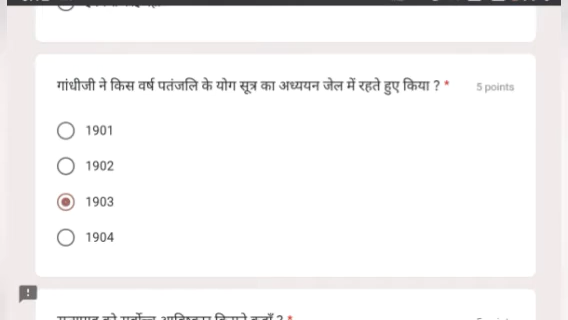 गांधीजी ने किस वर्ष पतंजलि के योग सूत्र का अध्ययन जेल में रहते हुए किया ? * 5 points
1901
1902
1903
1904